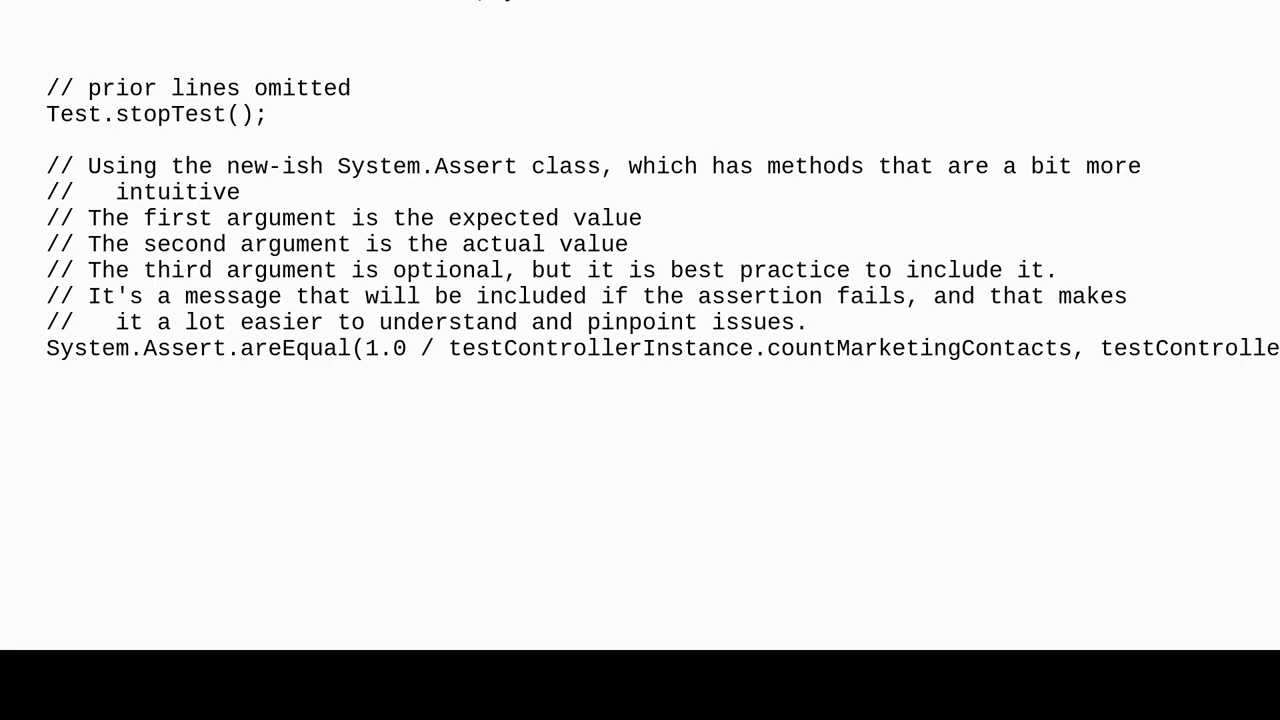 // prior lines omitted
Test.stopTest();
// Using the new-ish System.Assert class, which has methods that are a bit more
//   intuitive
// The first argument is the expected value
// The second argument is the actual value
// The third argument is optional, but it is best practice to include it.
// It's a message that will be included if the assertion fails, and that makes
//   it a lot easier to understand and pinpoint issues.
System.Assert.areEqual(1.0 / testControllerInstance.countMarketingContacts, testControlle